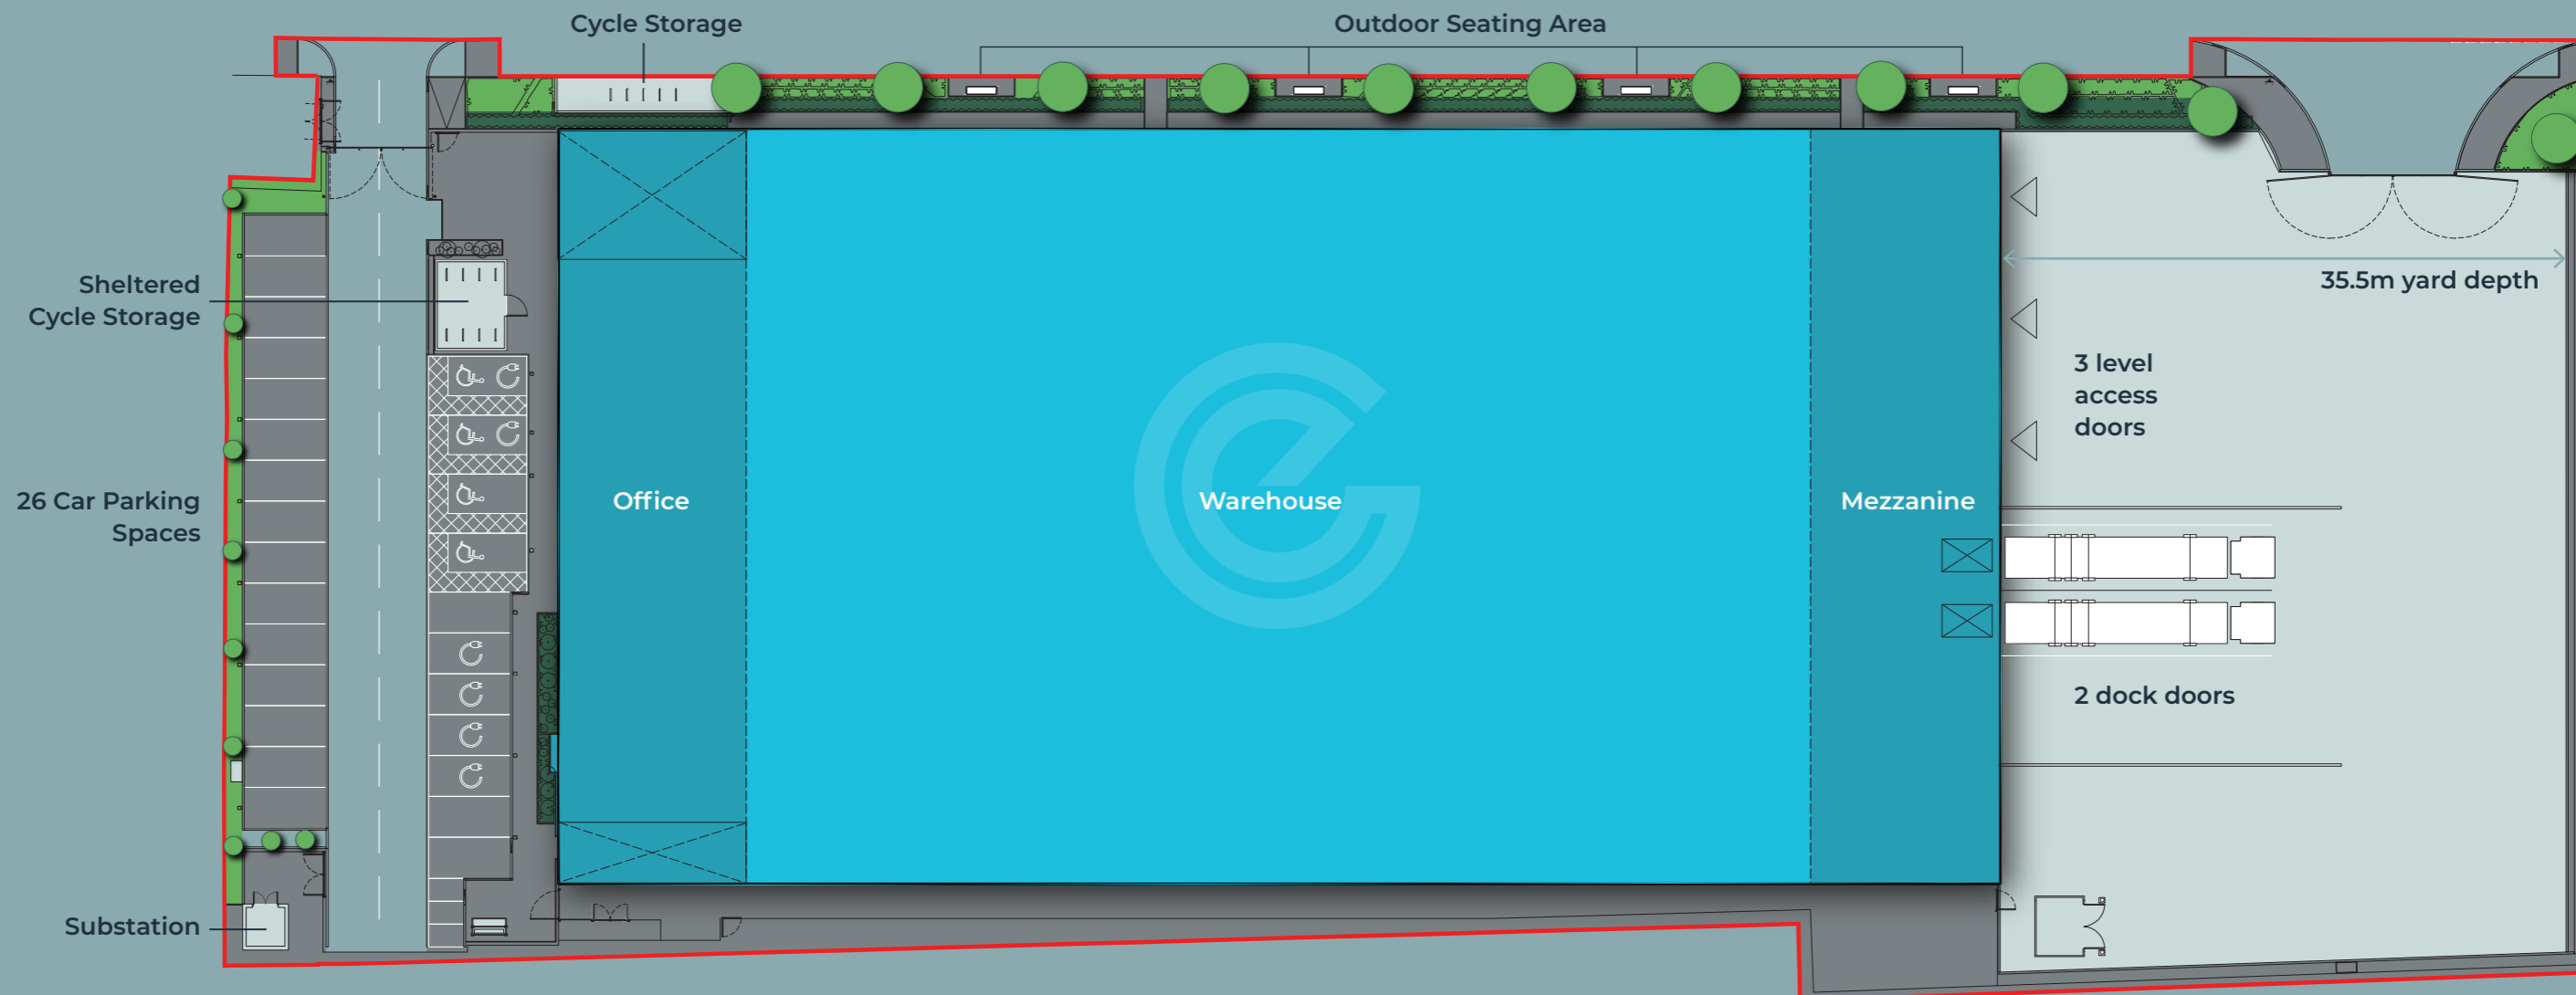 Cycle Storage
Outdoor Seating Area
Sheltered
Cycle Storage
35.5m yard depth
3 level
access
doors
26 Car Parking
Spaces
Office
Warehouse
Mezzanine
2 dock doors
Substation